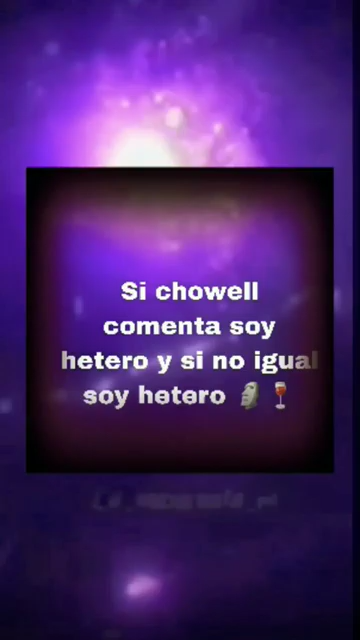 Si chowell
comenta soy
hetero y si no igual
soy hetero 🗿🍷